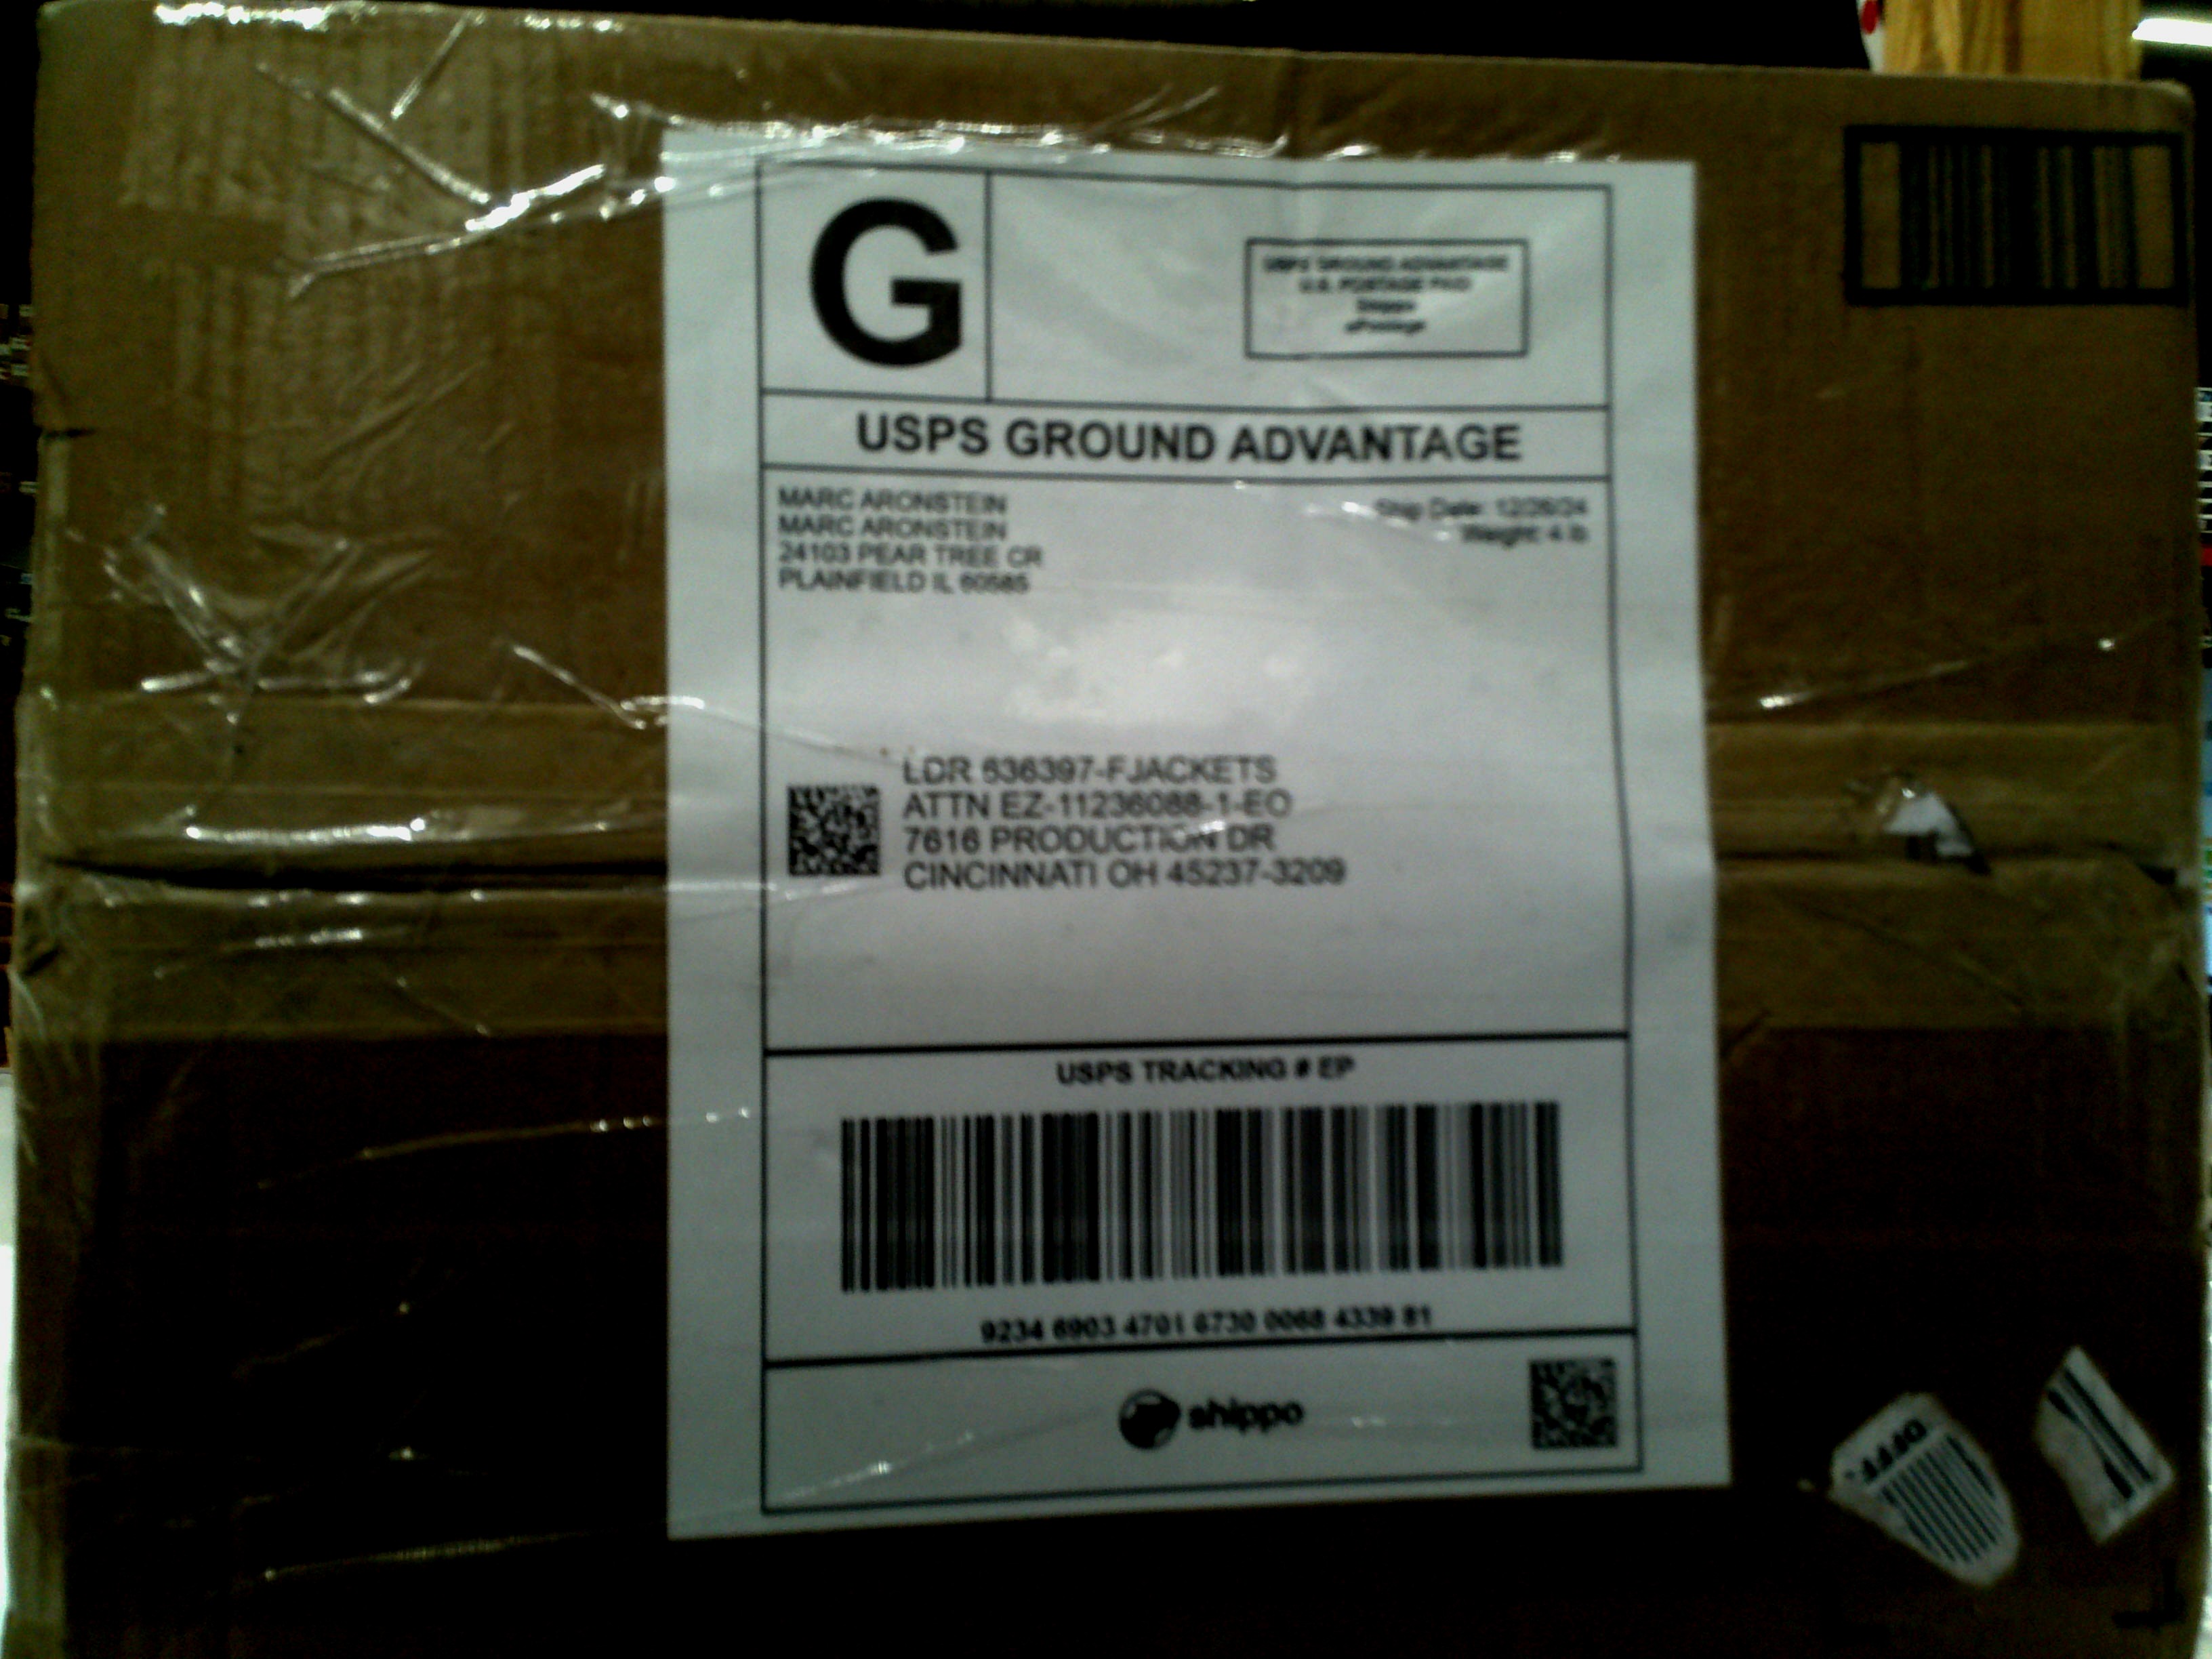 G
USPS GROUND ADVANTAGE
U.S. POSTAGE PAID
Shippo
ePostage
USPS GROUND ADVANTAGE
MARC ARONSTEIN
Ship Date: 12/26/24
MARC ARONSTEIN
Weight: 4 lb
24103 PEAR TREE CR
PLAINFIELD IL 60585
LDR 636397-FJACKETS
ATTN EZ-11236088-1-EO
7616 PRODUCTION DR
CINCINNATI OH 45237-3209
USPS TRACKING # EP
9234 6903 4701 6730 0068 4339 81
shippo